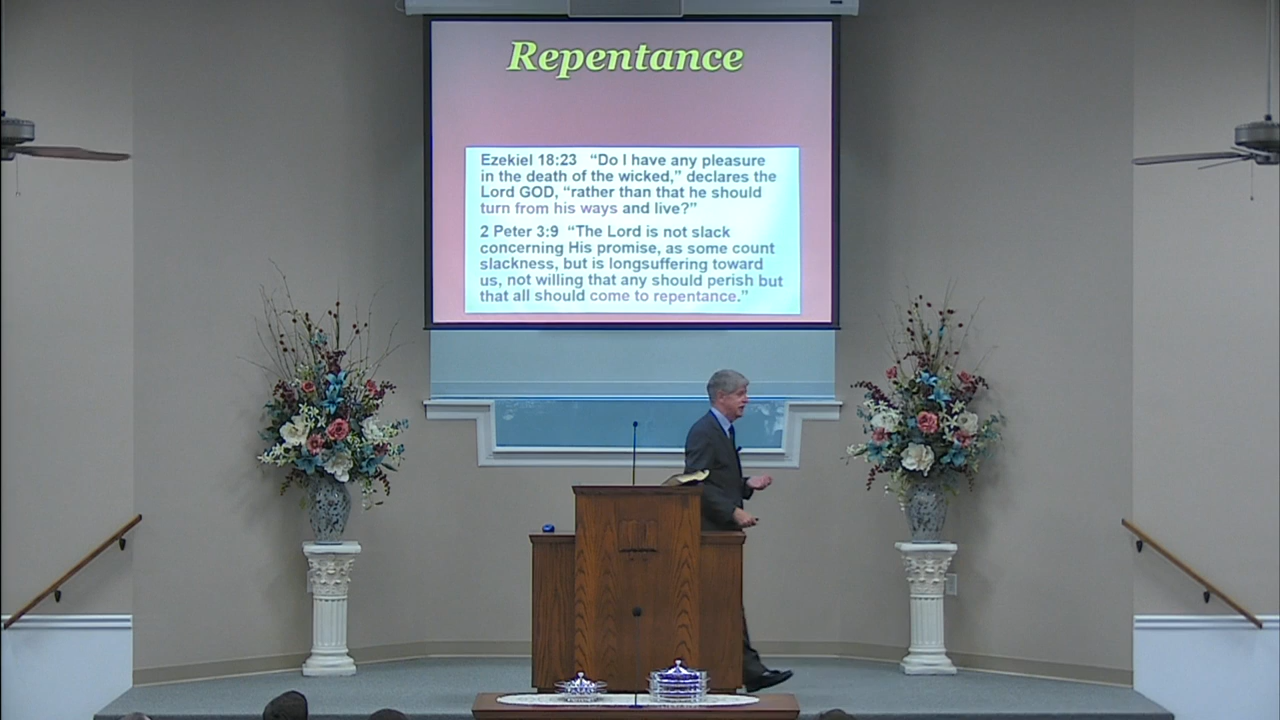 Repentance
Ezekiel 18:23 “Do I have any pleasure
in the death of the wicked,” declares the
Lord GOD, “rather than that he should
turn from his ways and live?”
2 Peter 3:9 “The Lord is not slack
concerning His promise, as some count
slackness, but is longsuffering toward
us, not willing that any should perish but
that all should come to repentance.”